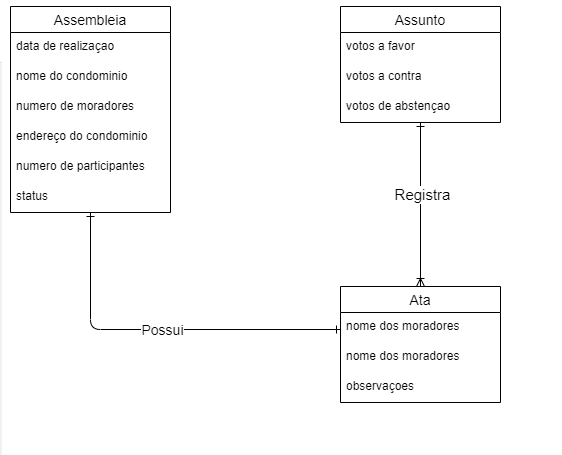 Assembleia
data de realizaçao
nome do condominio
numero de moradores
endereço do condominio
numero de participantes
status
Assunto
votos a favor
votos a contra
votos de abstençao
Registra
Possui
Ata
nome dos moradores
nome dos moradores
observaçoes